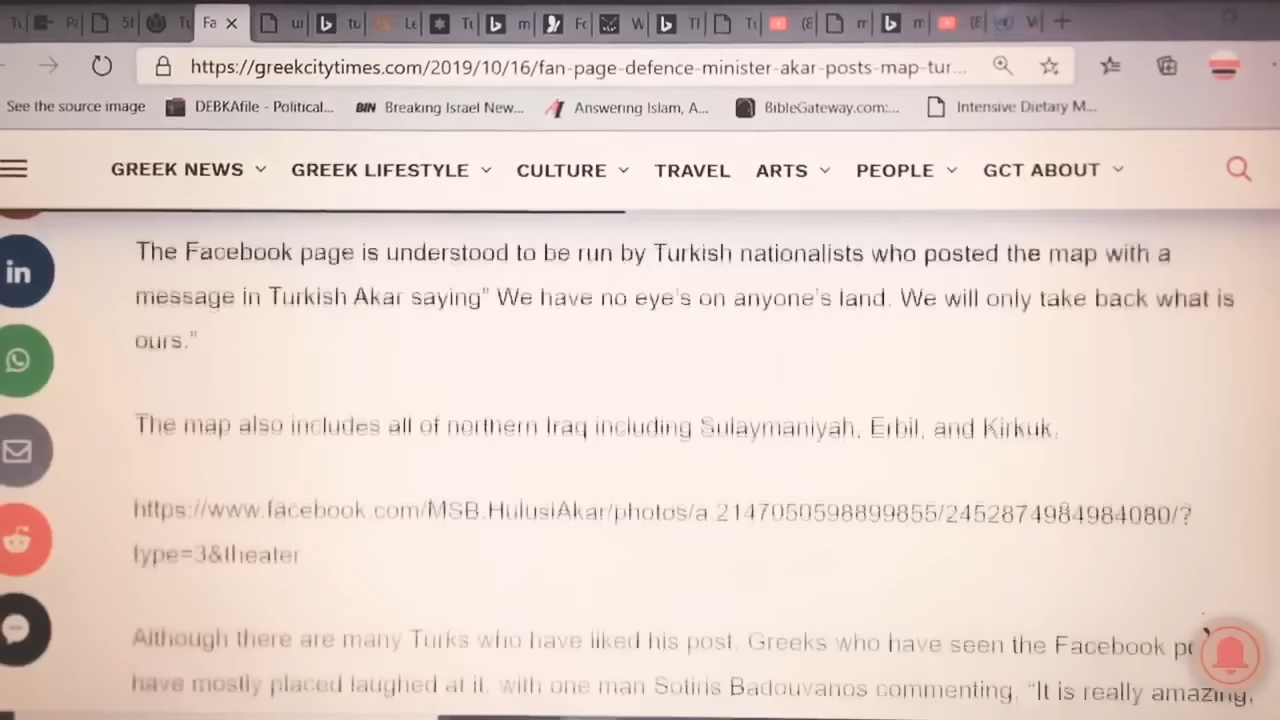 Fa
https://greekcitytimes.com/2019/10/16/fan-page-defence-minister-akar-posts-map-tur...
See the source image DEBKAfile - Political... BIN Breaking Israel New... Answering Islam, A... BibleGateway.com:... Intensive Dietary M...
GREEK NEWS GREEK LIFESTYLE CULTURE TRAVEL ARTS PEOPLE GCT ABOUT
The Facebook page is understood to be run by Turkish nationalists who posted the map with a
in message in Turkish Akar saying” We have no eye’s on anyone’s land. We will only take back what is
ours.”
The map also includes all of northern Iraq including Sulaymaniyah, Erbil, and Kirkuk.
https://www.facebook.com/MSB.HulusiAkar/photos/a.2147050598899855/2452874984984080/?
type=3&theater
Although there are many Turks who have liked his post, Greeks who have seen the Facebook
have mostly placed laughed at it, with one man Sotiris Badouvanos commenting, “It is really amazing,